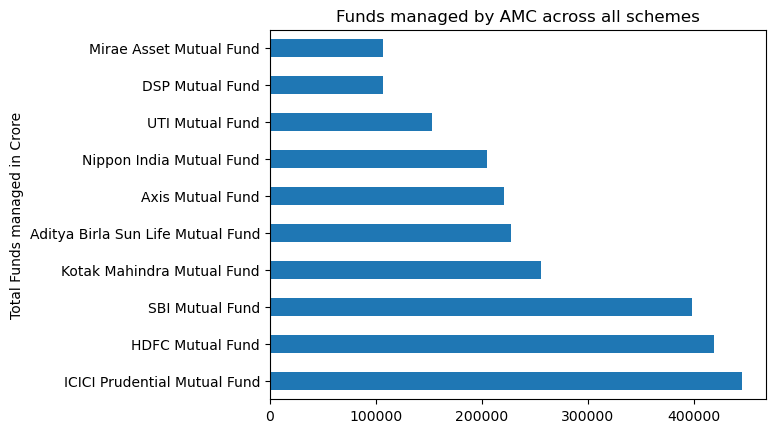 Funds managed by AMC across all schemes
Total Funds managed in Crore
Mirae Asset Mutual Fund
DSP Mutual Fund
UTI Mutual Fund
Nippon India Mutual Fund
Axis Mutual Fund
Aditya Birla Sun Life Mutual Fund
Kotak Mahindra Mutual Fund
SBI Mutual Fund
HDFC Mutual Fund
ICICI Prudential Mutual Fund
0 100000 200000 300000 400000